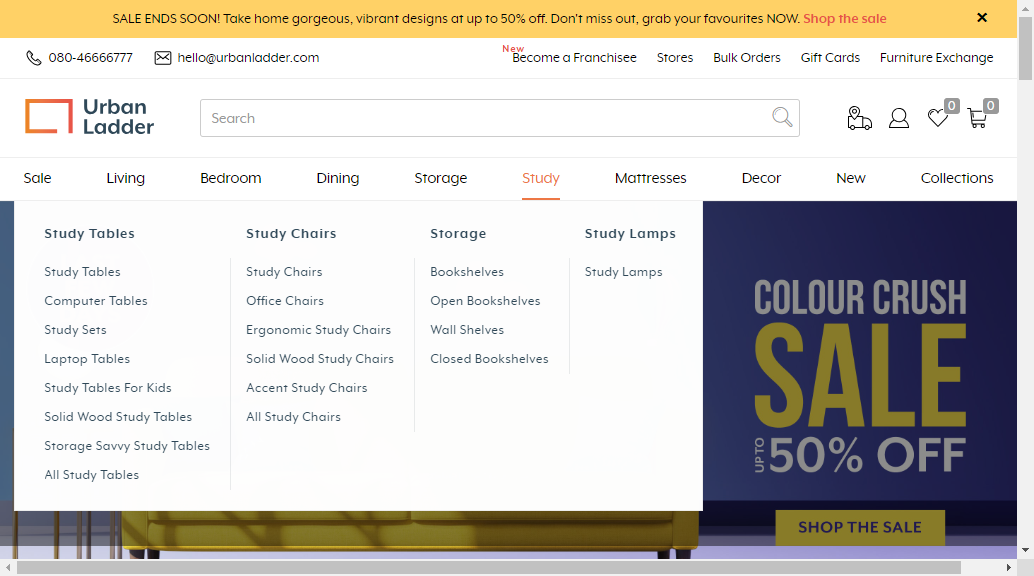 SALE ENDS SOON! Take home gorgeous, vibrant designs at up to 50% off. Don't miss out, grab your favourites NOW. Shop the sale
080-46666777 hello@urbanladder.com New Become a Franchisee Stores Bulk Orders Gift Cards Furniture Exchange
Urban
Ladder
Search
0 0
Sale Living Bedroom Dining Storage Study Mattresses Decor New Collections
Study Tables
Study Tables
Computer Tables
Study Sets
Laptop Tables
Study Tables For Kids
Solid Wood Study Tables
Storage Savvy Study Tables
All Study Tables
Study Chairs
Study Chairs
Office Chairs
Ergonomic Study Chairs
Solid Wood Study Chairs
Accent Study Chairs
All Study Chairs
Storage
Bookshelves
Open Bookshelves
Wall Shelves
Closed Bookshelves
Study Lamps
Study Lamps
COLOUR CRUSH
SALE
UPTO 50% OFF
SHOP THE SALE